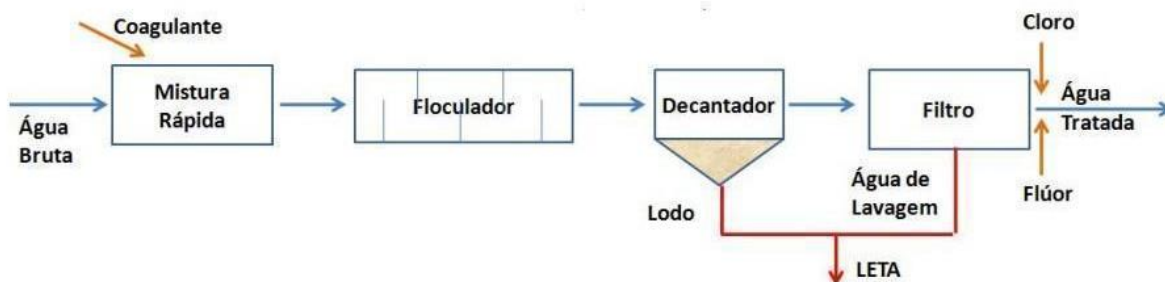 Coagulante
Cloro
Mistura
Rápida
Floculador
Decantador
Filtro
Água
Tratada
Água
Bruta
Lodo
Água de
Lavagem
Flúor
LETA